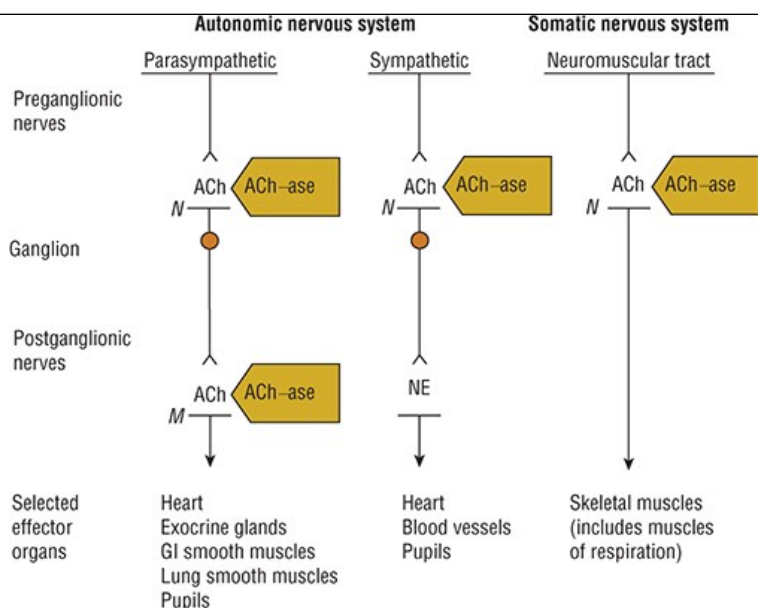 Autonomic nervous system
Somatic nervous system
Parasympathetic
Sympathetic
Neuromuscular tract
Preganglionic
nerves
ACh
ACh–ase
N
ACh
ACh–ase
N
ACh
ACh–ase
N
Ganglion
Postganglionic
nerves
ACh
ACh–ase
M
NE
Selected
effector
organs
Heart
Exocrine glands
GI smooth muscles
Lung smooth muscles
Pupils
Heart
Blood vessels
Pupils
Skeletal muscles
(includes muscles
of respiration)